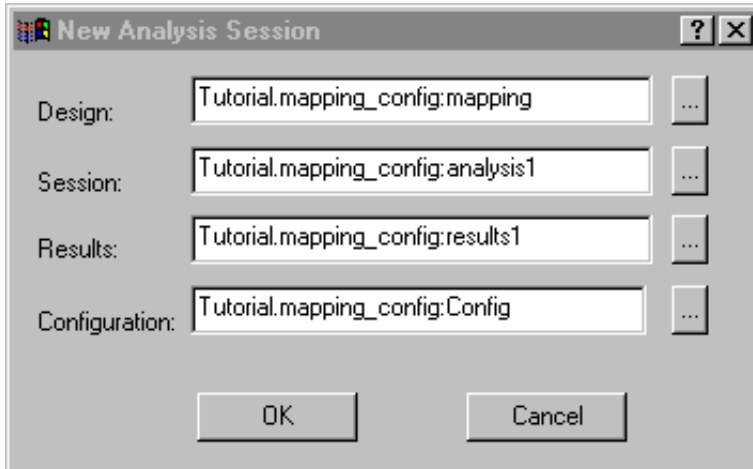 New Analysis Session
Design: Tutorial.mapping_config:mapping ...
Session: Tutorial.mapping_config:analysis1 ...
Results: Tutorial.mapping_config:results1 ...
Configuration: Tutorial.mapping_config:Config ...
OK Cancel